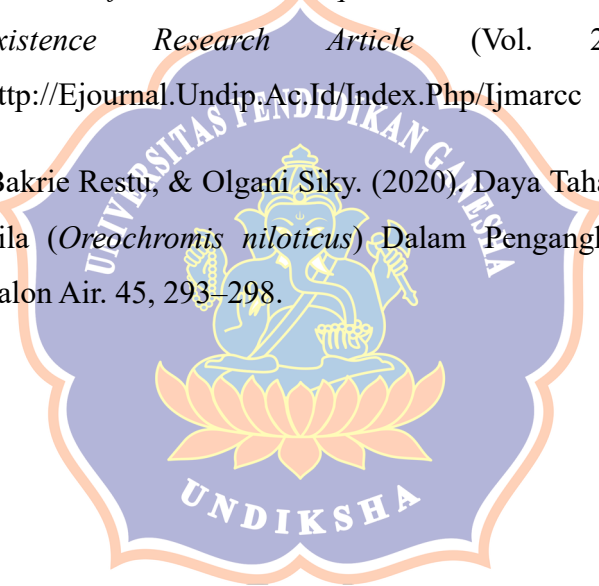 xistence Research Article (Vol. 2
ttp://Ejournal.Undip.Ac.Id/Index.Php/Ijmarcc
Bakrie Restu, & Olgani Siky. (2020). Daya Taha
ila (Oreochromis niloticus) Dalam Pengangk
alon Air. 45, 293–298.
UNIVERSITAS PENDIDIKAN GANESHA
UNDIKSHA